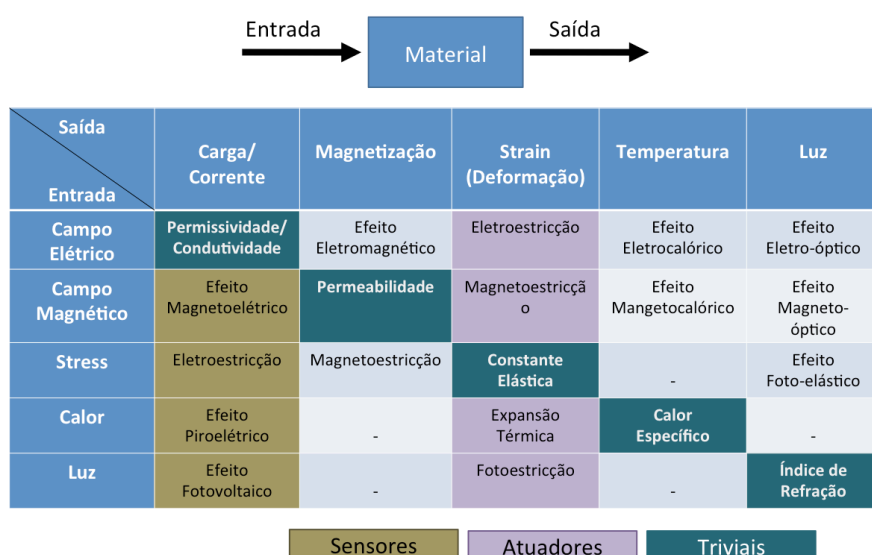 Entrada
Material
Saída
Saída
Entrada
Carga/
Corrente
Magnetização
Strain
(Deformação)
Temperatura
Luz
Campo
Elétrico
Permissividade/
Condutividade
Efeito
Eletromagnético
Eletroestricção
Efeito
Eletrocalórico
Efeito
Eletro-óptico
Campo
Magnético
Efeito
Magnetoelétrico
Permeabilidade
Magnetoestricçã
o
Efeito
Mangetocalórico
Efeito
Magneto-
óptico
Stress
Eletroestricção
Magnetoestricção
Constante
Elástica
-
Efeito
Foto-elástico
Calor
Efeito
Piroelétrico
-
Expansão
Térmica
Calor
Específico
-
Luz
Efeito
Fotovoltaico
-
Fotoestricção
-
Índice de
Refração
Sensores
Atuadores
Triviais